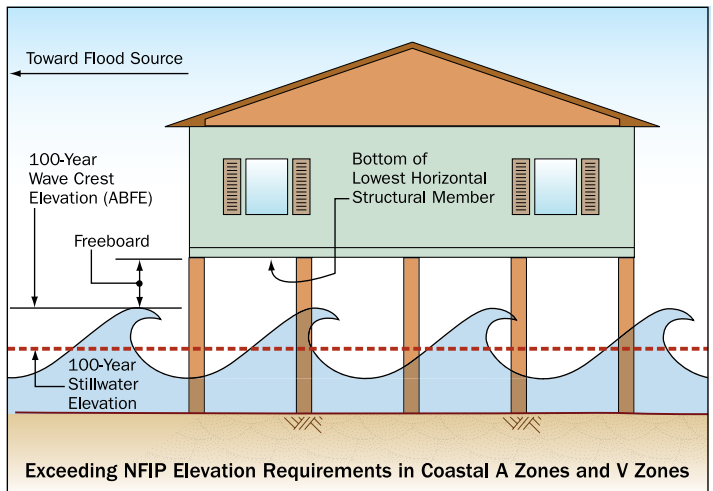 Toward Flood Source
100-Year
Wave Crest
Elevation (ABFE)
Bottom of
Lowest Horizontal
Structural Member
Freeboard
100-Year
Stillwater
Elevation
Exceeding NFIP Elevation Requirements in Coastal A Zones and V Zones